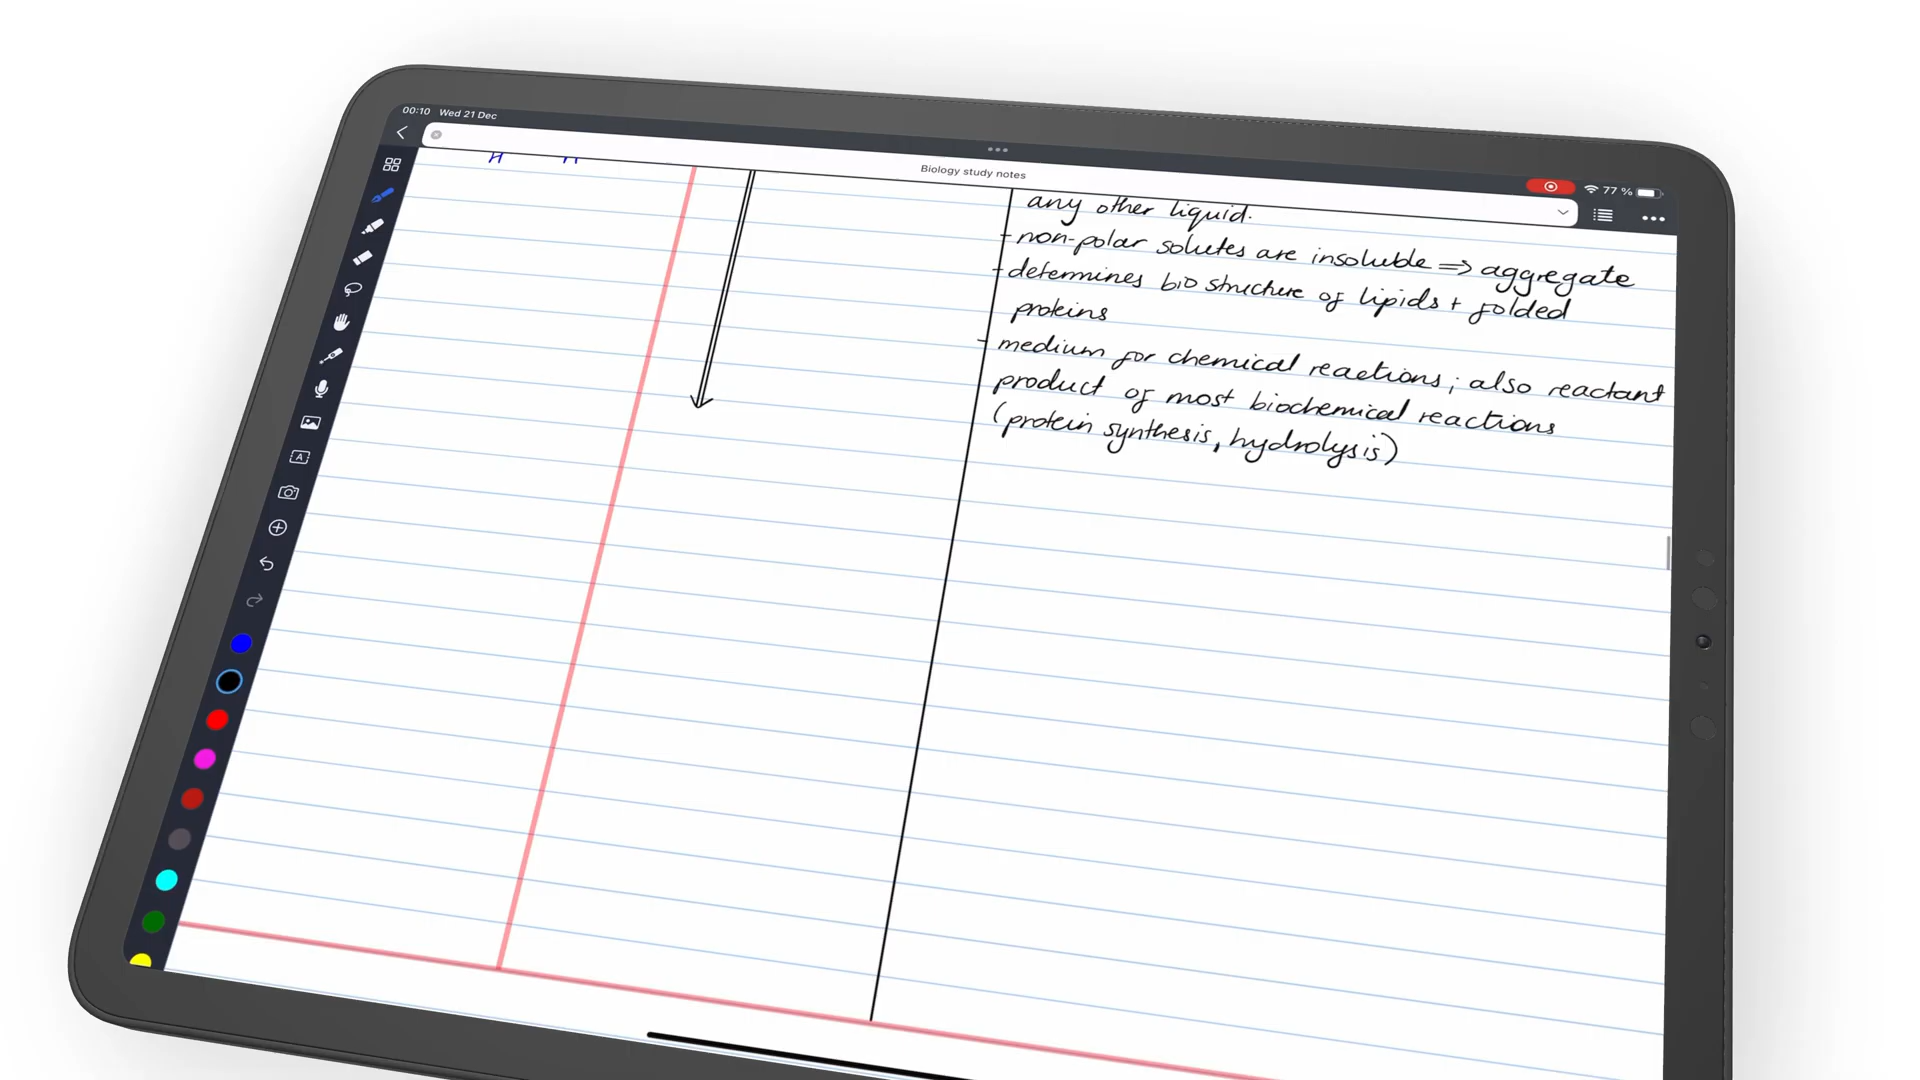 00:10 Wed 21 Dec
77 %
Biology study notes
any other liquid.
- non-polar solutes are insoluble => aggregate
- determines bio structure of lipids + folded
proteins
- medium for chemical reactions; also reactant
product of most biochemical reactions
(protein synthesis, hydrolysis)